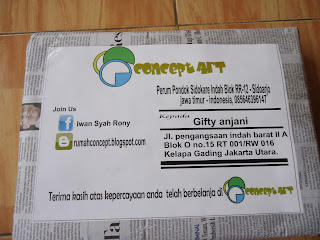 concept ART
Perum Pondok Sidokare Indah Blok RR-12 - Sidoarjo
jawa timur - Indonesia, 085646296147
Join Us
iwan Syah Rony
rumahconcept.blogspot.com
Kepada
Gifty anjani
Jl. pengangsaan indah barat II A
Blok O no.15 RT 001/RW 016
Kelapa Gading Jakarta Utara.
Terima kasih atas kepercayaan anda telah berbelanja di concept ART